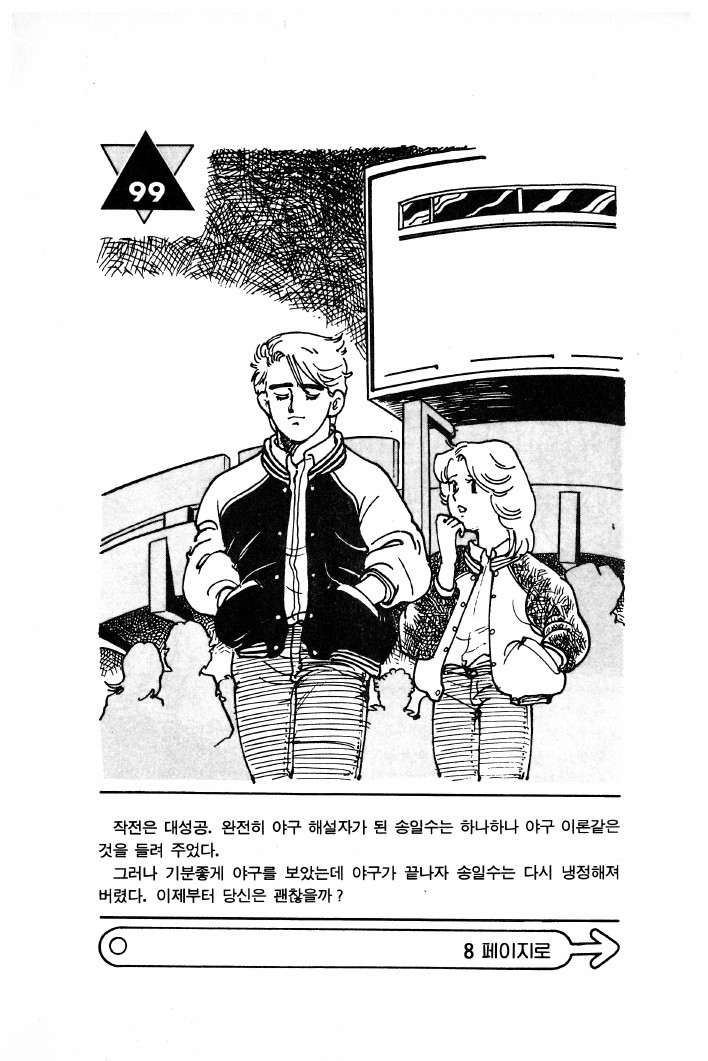 99
작전은 대성공. 완전히 야구 해설자가 된 송일수는 하나하나 야구 이론같은
것을 들려 주었다.
그러나 기분좋게 야구를 보았는데 야구가 끝나자 송일수는 다시 냉정해져
버렸다. 이제부터 당신은 괜찮을까?
8 페이지로